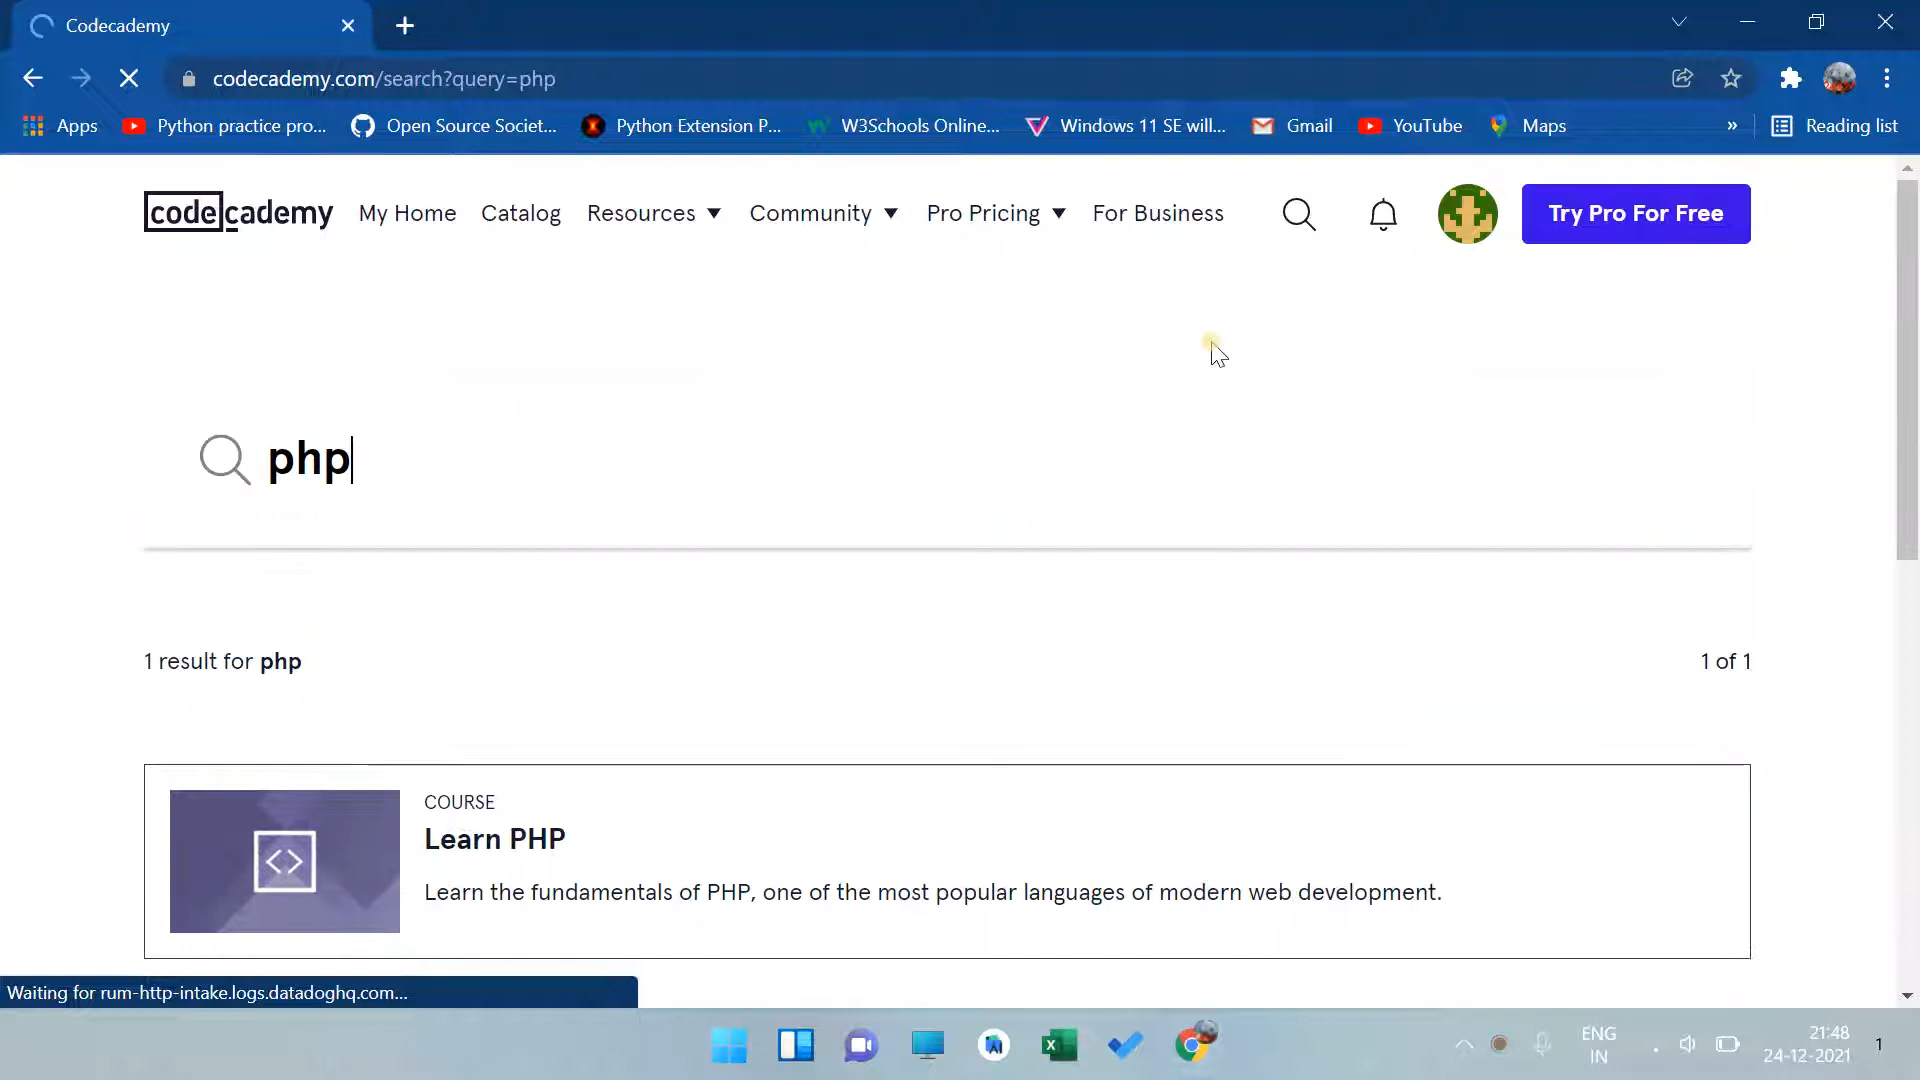 Codecademy
codecademy.com/search?query=php
Apps Python practice pro... Open Source Societ... Python Extension P... W3Schools Online... Windows 11 SE will... Gmail YouTube Maps » Reading list
codecademy My Home Catalog Resources Community Pro Pricing For Business Try Pro For Free
php
1 result for php 1 of 1
COURSE
Learn PHP
Learn the fundamentals of PHP, one of the most popular languages of modern web development.
Waiting for rum-http-intake.logs.datadoghq.com...
ENG 21:48
IN 24-12-2021 1